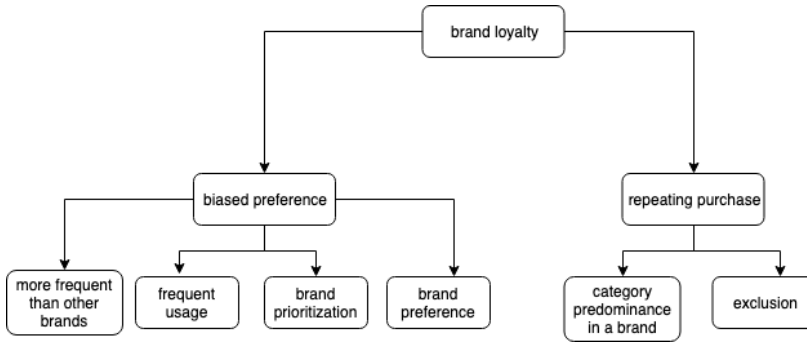 brand loyalty
biased preference
repeating purchase
more frequent
than other
brands
frequent
usage
brand
prioritization
brand
preference
category
predominance
in a brand
exclusion